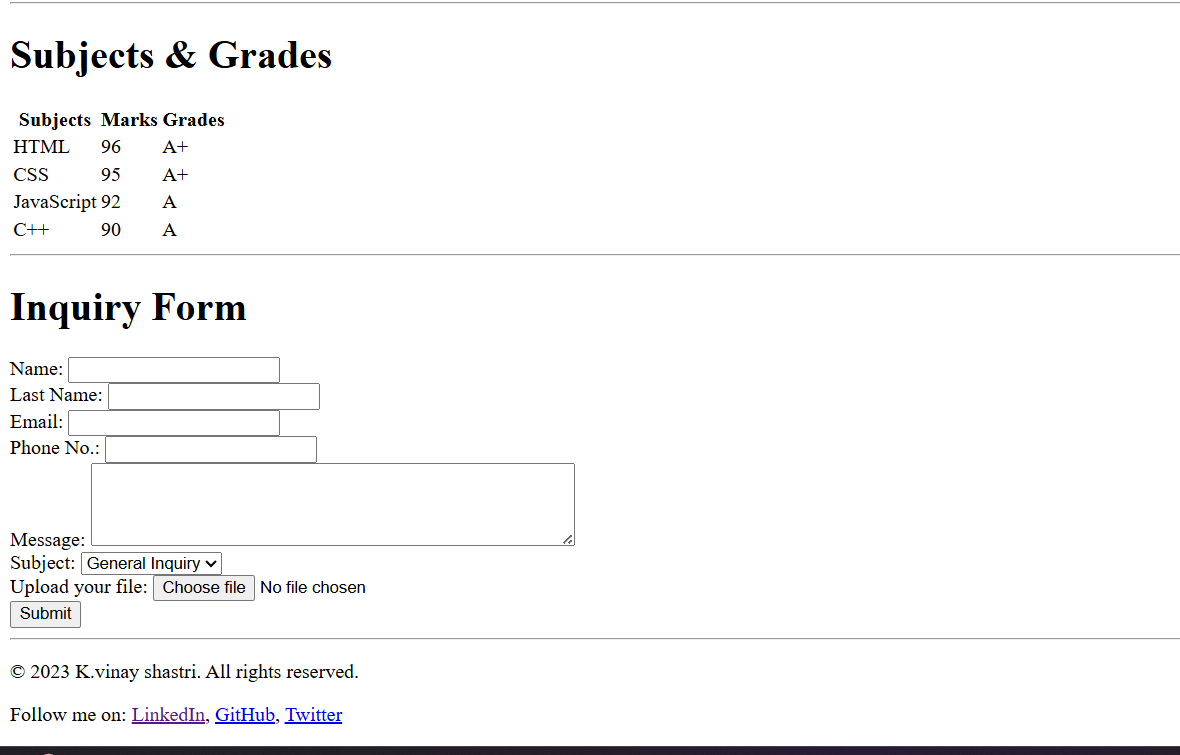 Subjects & Grades
Subjects Marks Grades
HTML 96 A+
CSS 95 A+
JavaScript 92 A
C++ 90 A
Inquiry Form
Name:
Last Name:
Email:
Phone No.:
Message:
Subject: General Inquiry
Upload your file: Choose file No file chosen
Submit
© 2023 K.vinay shastri. All rights reserved.
Follow me on: LinkedIn, GitHub, Twitter